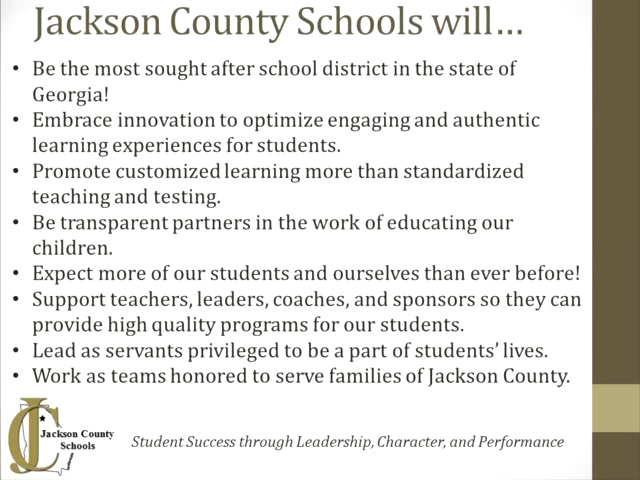 Jackson County Schools will…
• Be the most sought after school district in the state of
Georgia!
• Embrace innovation to optimize engaging and authentic
learning experiences for students.
• Promote customized learning more than standardized
teaching and testing.
• Be transparent partners in the work of educating our
children.
• Expect more of our students and ourselves than ever before!
• Support teachers, leaders, coaches, and sponsors so they can
provide high quality programs for our students.
• Lead as servants privileged to be a part of students’ lives.
• Work as teams honored to serve families of Jackson County.
JC
Jackson County
Schools
Student Success through Leadership, Character, and Performance